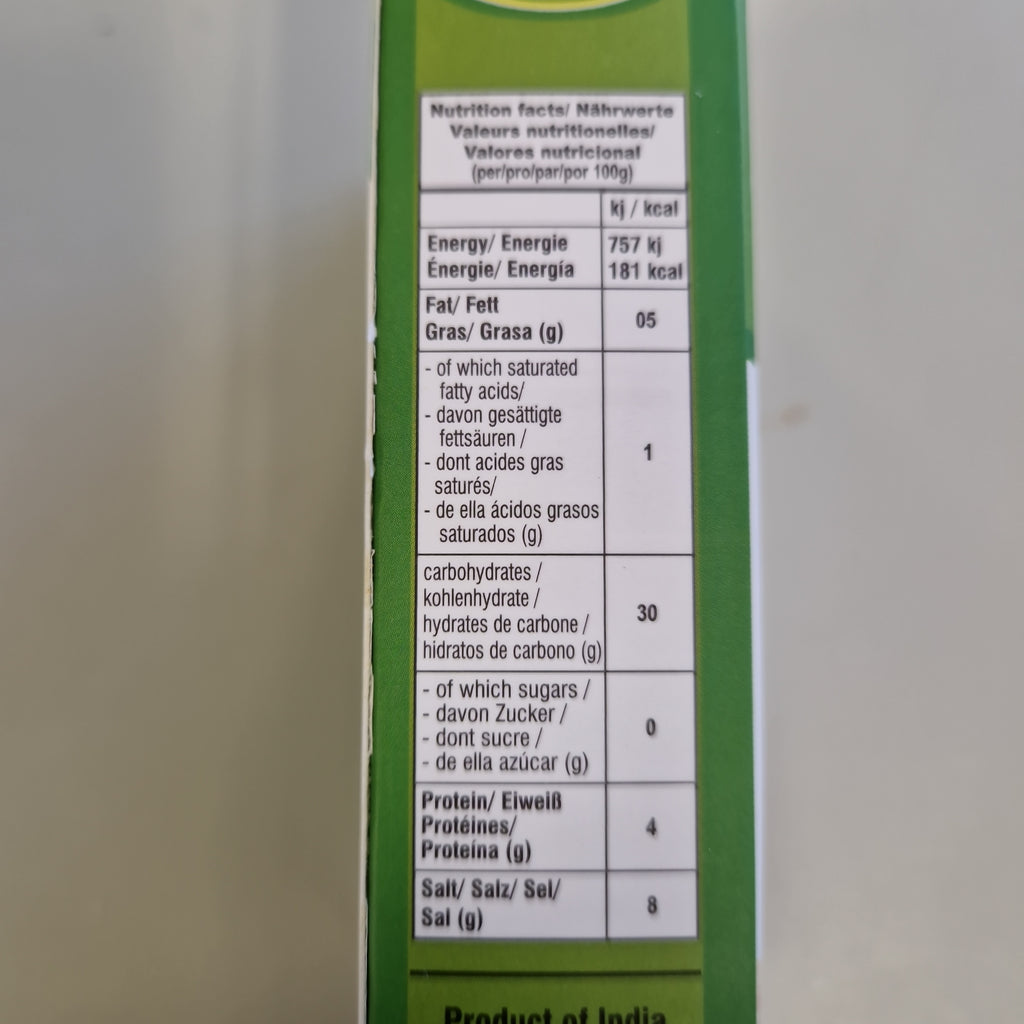 Nutrition facts/ Nährwerte
Valeurs nutritionelles/
Valores nutricional
(per/pro/par/por 100g)
kj / kcal
Energy/ Energie
Énergie/ Energía
757 kj
181 kcal
Fat/ Fett
Gras/ Grasa (g)
05
- of which saturated
fatty acids/
- davon gesättigte
fettsäuren /
- dont acides gras
saturés/
- de ella ácidos grasos
saturados (g)
1
carbohydrates /
kohlenhydrate /
hydrates de carbone /
hidratos de carbono (g)
30
- of which sugars /
- davon Zucker /
- dont sucre /
- de ella azúcar (g)
0
Protein/ Eiweiß
Protéines/
Proteína (g)
4
Salt/ Salz/ Sel/
Sal (g)
8
Product of India